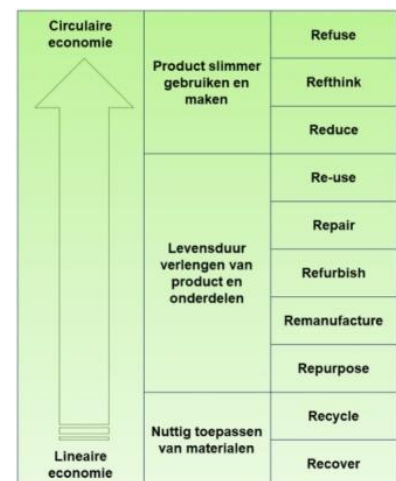 Circulaire
economie
Product slimmer
gebruiken en
maken
Refuse
Refthink
Reduce
Levensduur
verlengen van
product en
onderdelen
Re-use
Repair
Refurbish
Remanufacture
Repurpose
Nuttig toepassen
van materialen
Recycle
Recover
Lineaire
economie